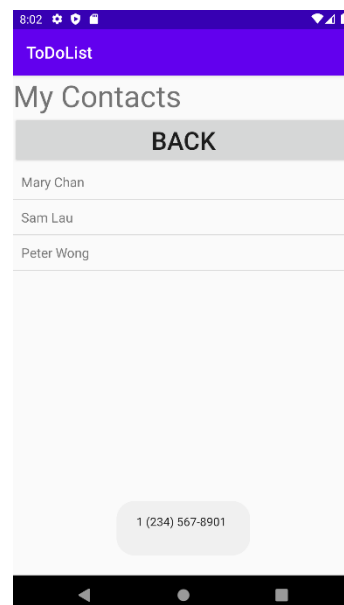 8:02
ToDoList
My Contacts
BACK
Mary Chan
Sam Lau
Peter Wong
1 (234) 567-8901